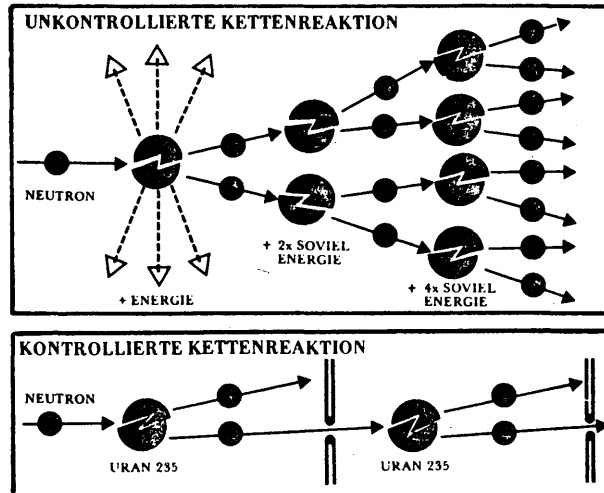 UNKONTROLLIERTE KETTENREAKTION
NEUTRON
+ ENERGIE
+ 2x SOVIEL
ENERGIE
+ 4x SOVIEL
ENERGIE
KONTROLLIERTE KETTENREAKTION
NEUTRON
URAN 235
URAN 235